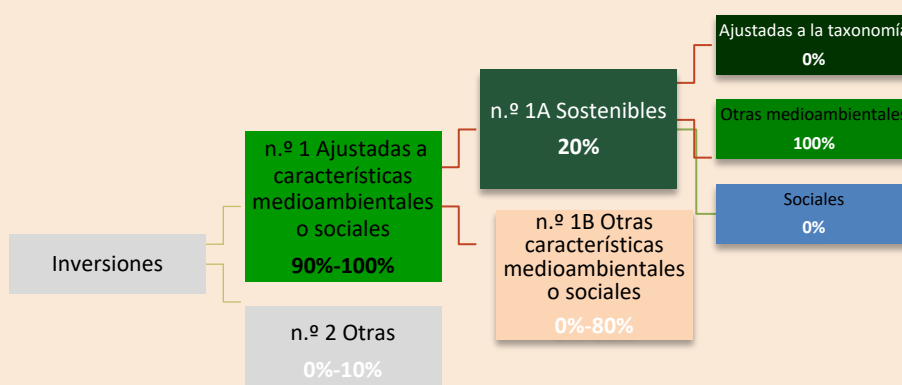 Inversiones
n.º 1 Ajustadas a
características
medioambientales
o sociales
90%-100%
n.º 2 Otras
0%-10%
n.º 1A Sostenibles
20%
n.º 1B Otras
características
medioambientales
o sociales
0%-80%
Ajustadas a la taxonomía
0%
Otras medioambientales
100%
Sociales
0%